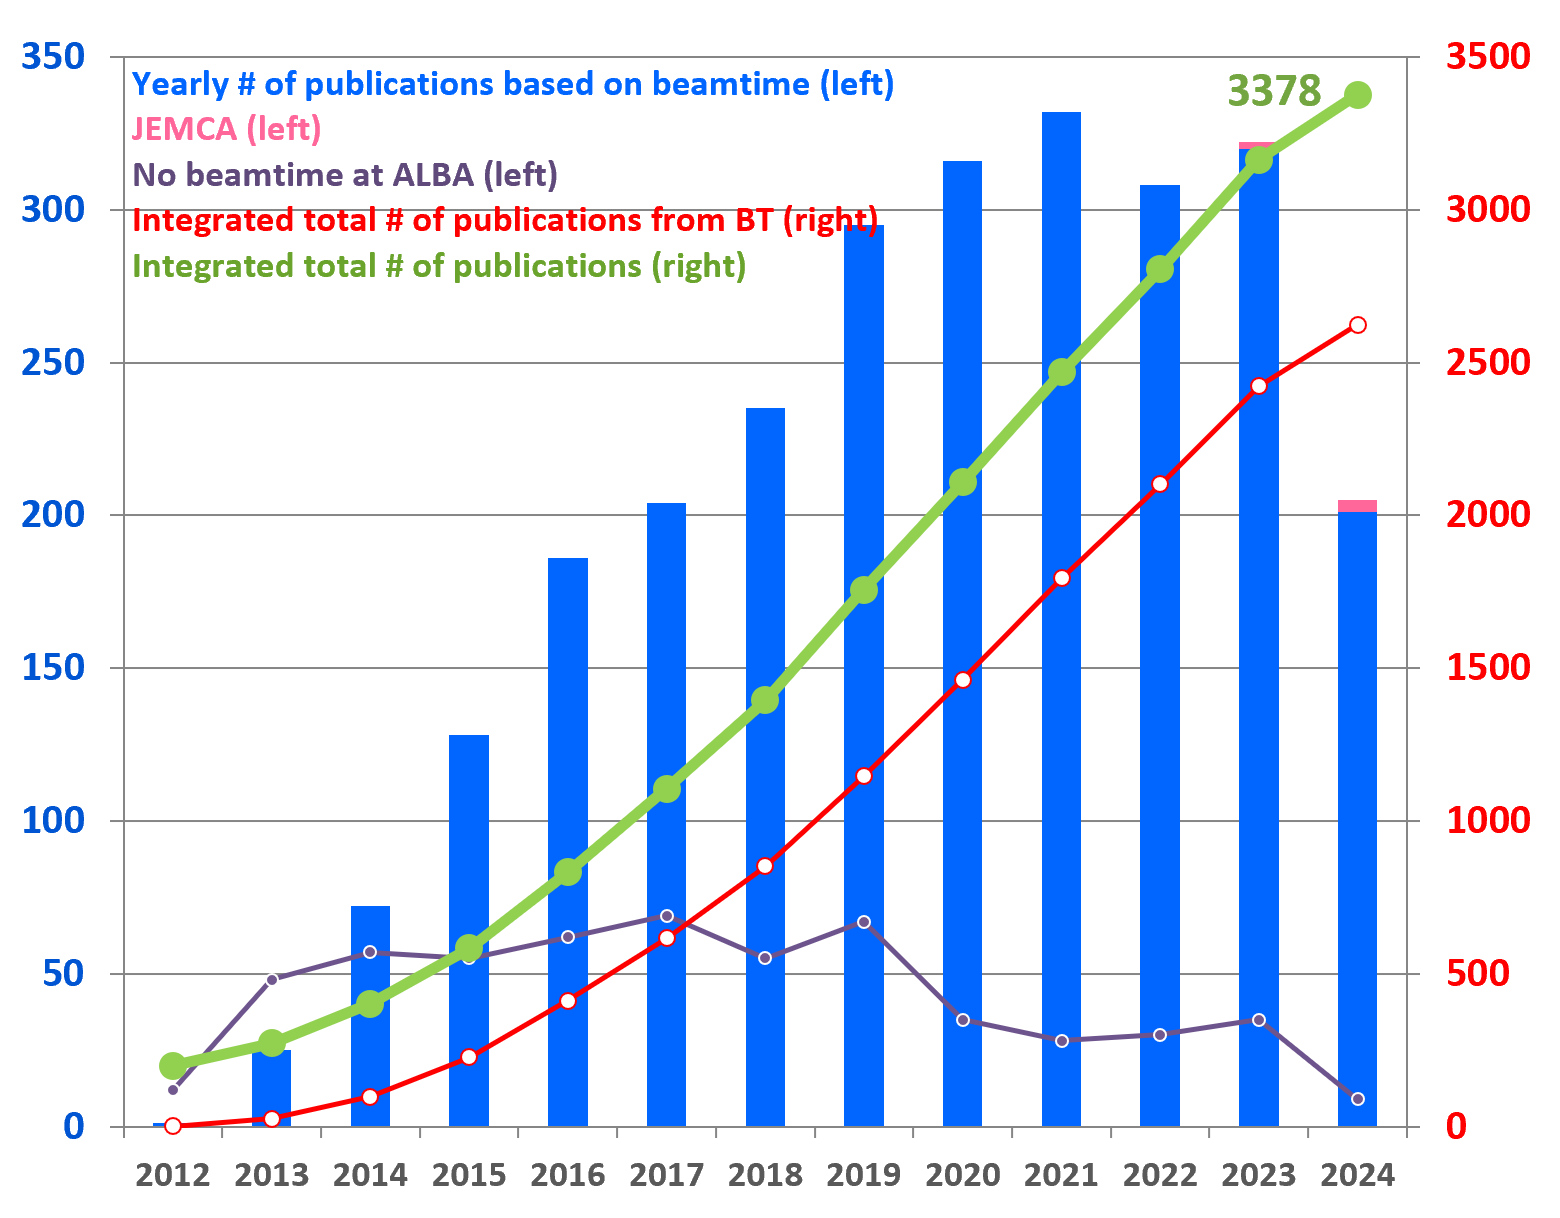 350
300
250
200
150
100
50
0
Yearly # of publications based on beamtime (left)
JEMCA (left)
No beamtime at ALBA (left)
Integrated total # of publications from BT (right)
Integrated total # of publications (right)
3378
3500
3000
2500
2000
1500
1000
500
0
2012 2013 2014 2015 2016 2017 2018 2019 2020 2021 2022 2023 2024